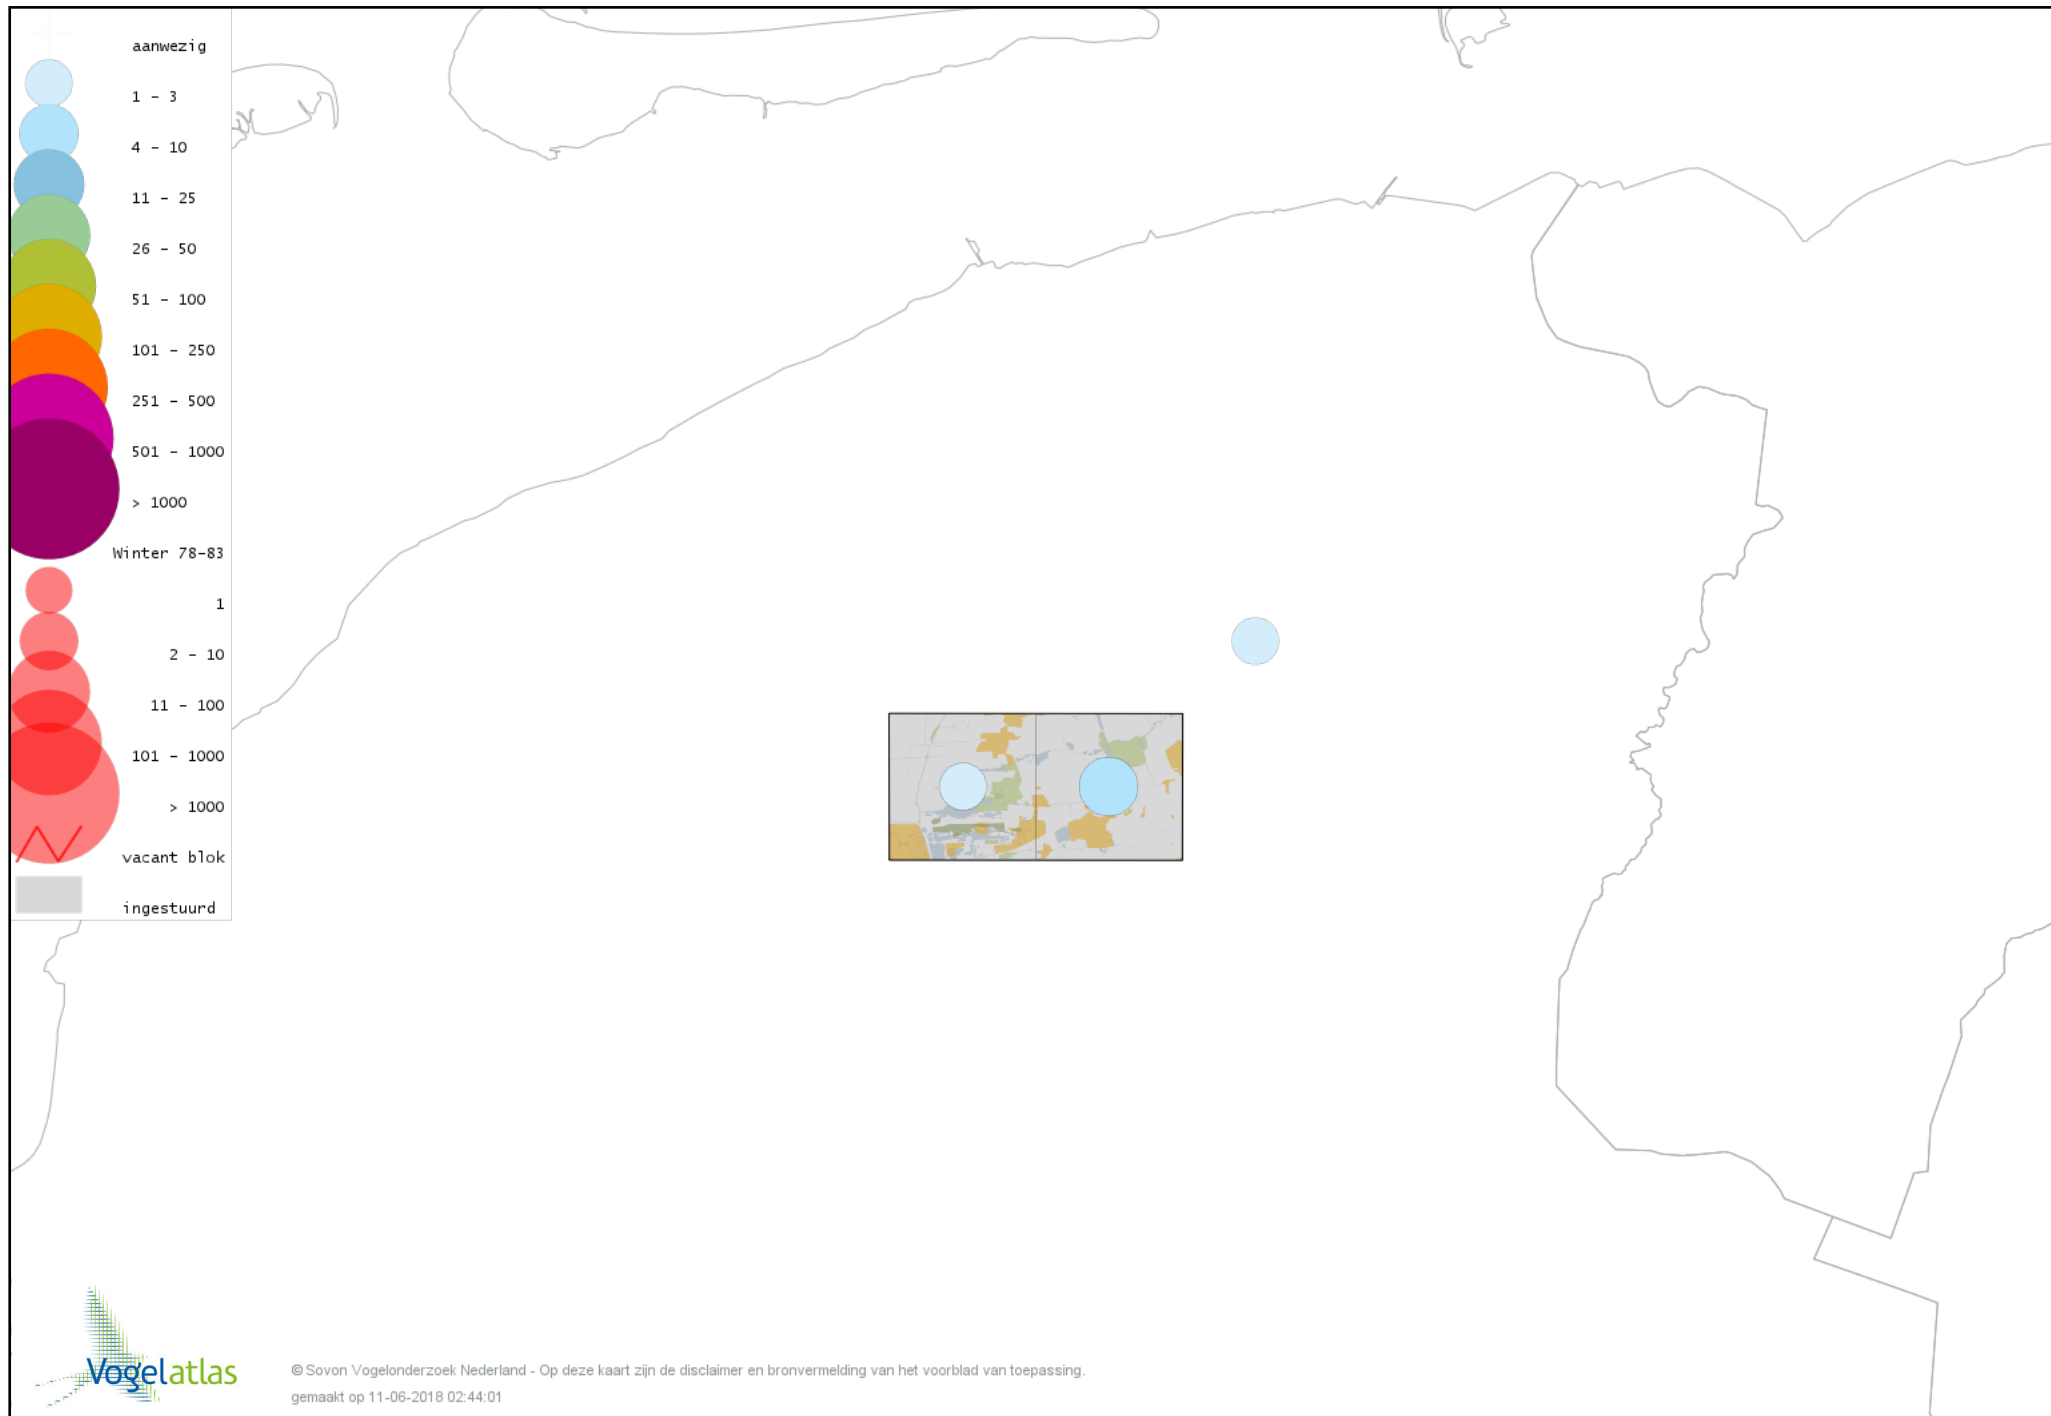 aanwezig
1 - 3
4 - 10
11 - 25
26 - 50
51 - 100
101 - 250
251 - 500
501 - 1000
> 1000
Winter 78-83
1
2 - 10
11 - 100
101 - 1000
> 1000
vacant blok
ingestuurd
Vogelatlas
© Sovon Vogelonderzoek Nederland - Op deze kaart zijn de disclaimer en bronvermelding van het voorblad van toepassing.
gemaakt op 11-06-2018 02:44:01